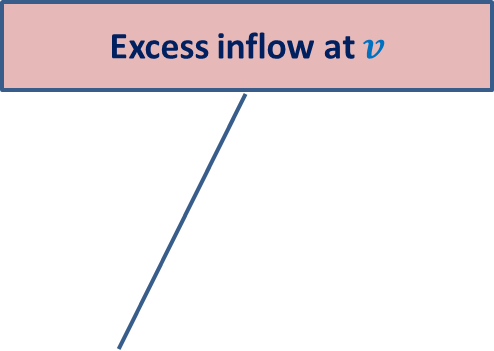 Excess inflow at 𝒗